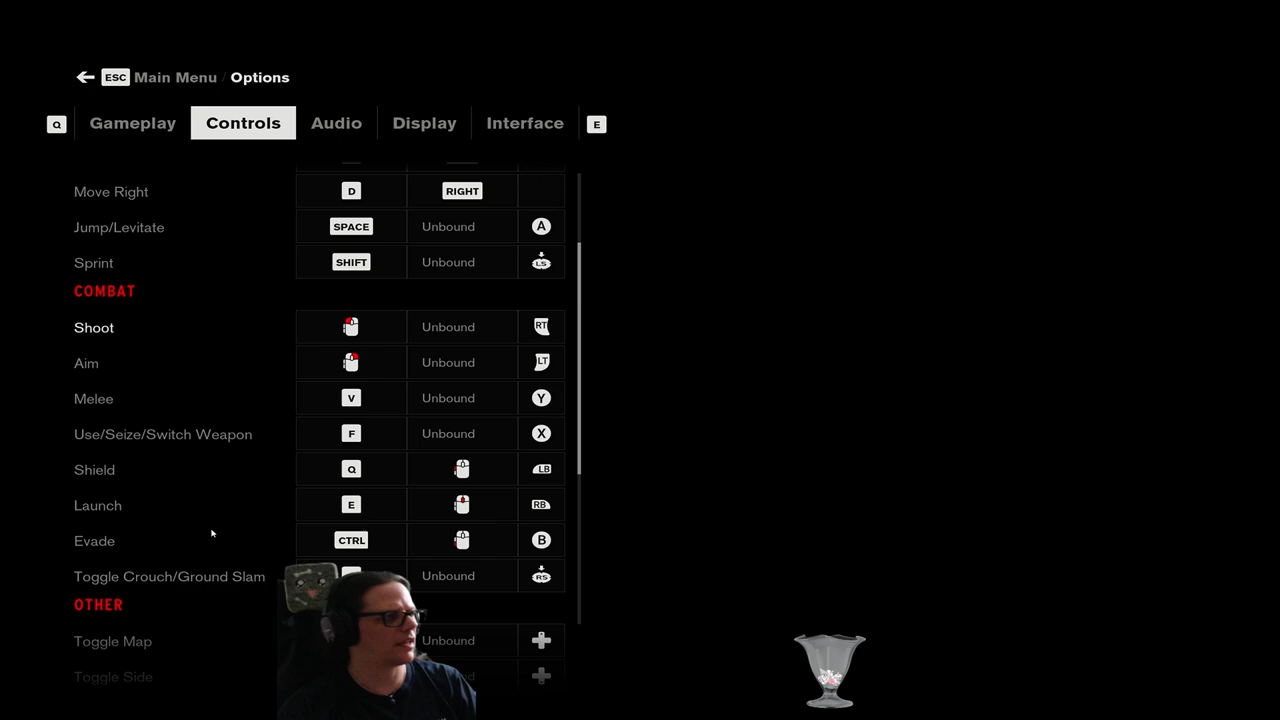 ESC Main Menu / Options
Q Gameplay Controls Audio Display Interface E
Move Right D RIGHT
Jump/Levitate SPACE Unbound A
Sprint SHIFT Unbound LS
COMBAT
Shoot Unbound RT
Aim Unbound LT
Melee V Unbound Y
Use/Seize/Switch Weapon F Unbound X
Shield Q LB
Launch E RB
Evade CTRL B
Toggle Crouch/Ground Slam Unbound RS
OTHER
Toggle Map Unbound
Toggle Side Unbound